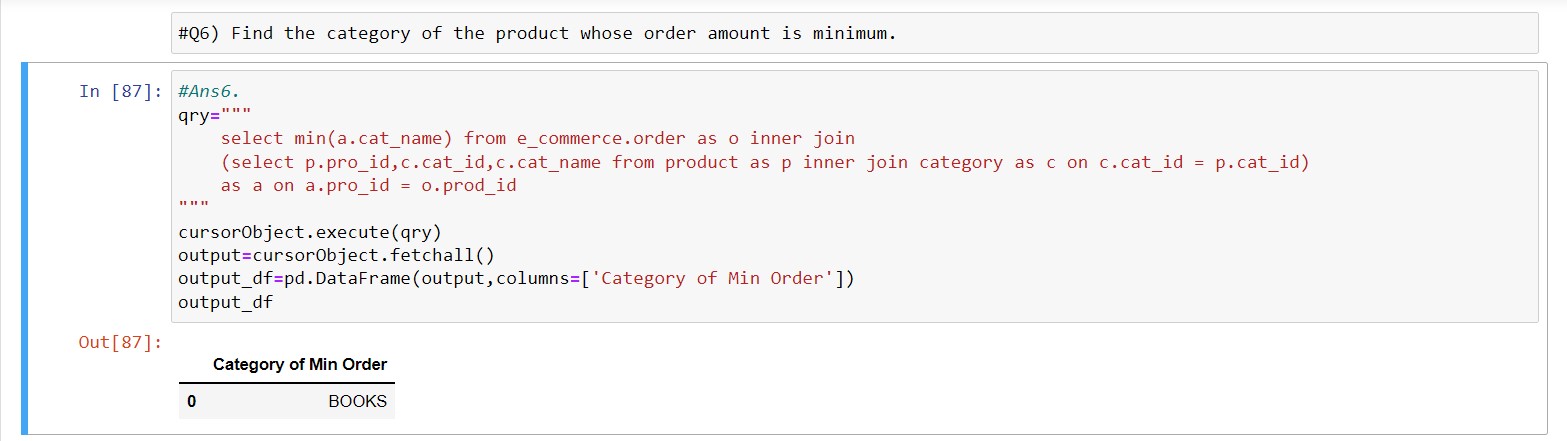 #Q6) Find the category of the product whose order amount is minimum.
In [87]: #Ans6.
qry="""
    select min(a.cat_name) from e_commerce.order as o inner join
    (select p.pro_id,c.cat_id,c.cat_name from product as p inner join category as c on c.cat_id = p.cat_id)
    as a on a.pro_id = o.prod_id
"""
cursorObject.execute(qry)
output=cursorObject.fetchall()
output_df=pd.DataFrame(output,columns=['Category of Min Order'])
output_df
Out[87]:
Category of Min Order
0 BOOKS